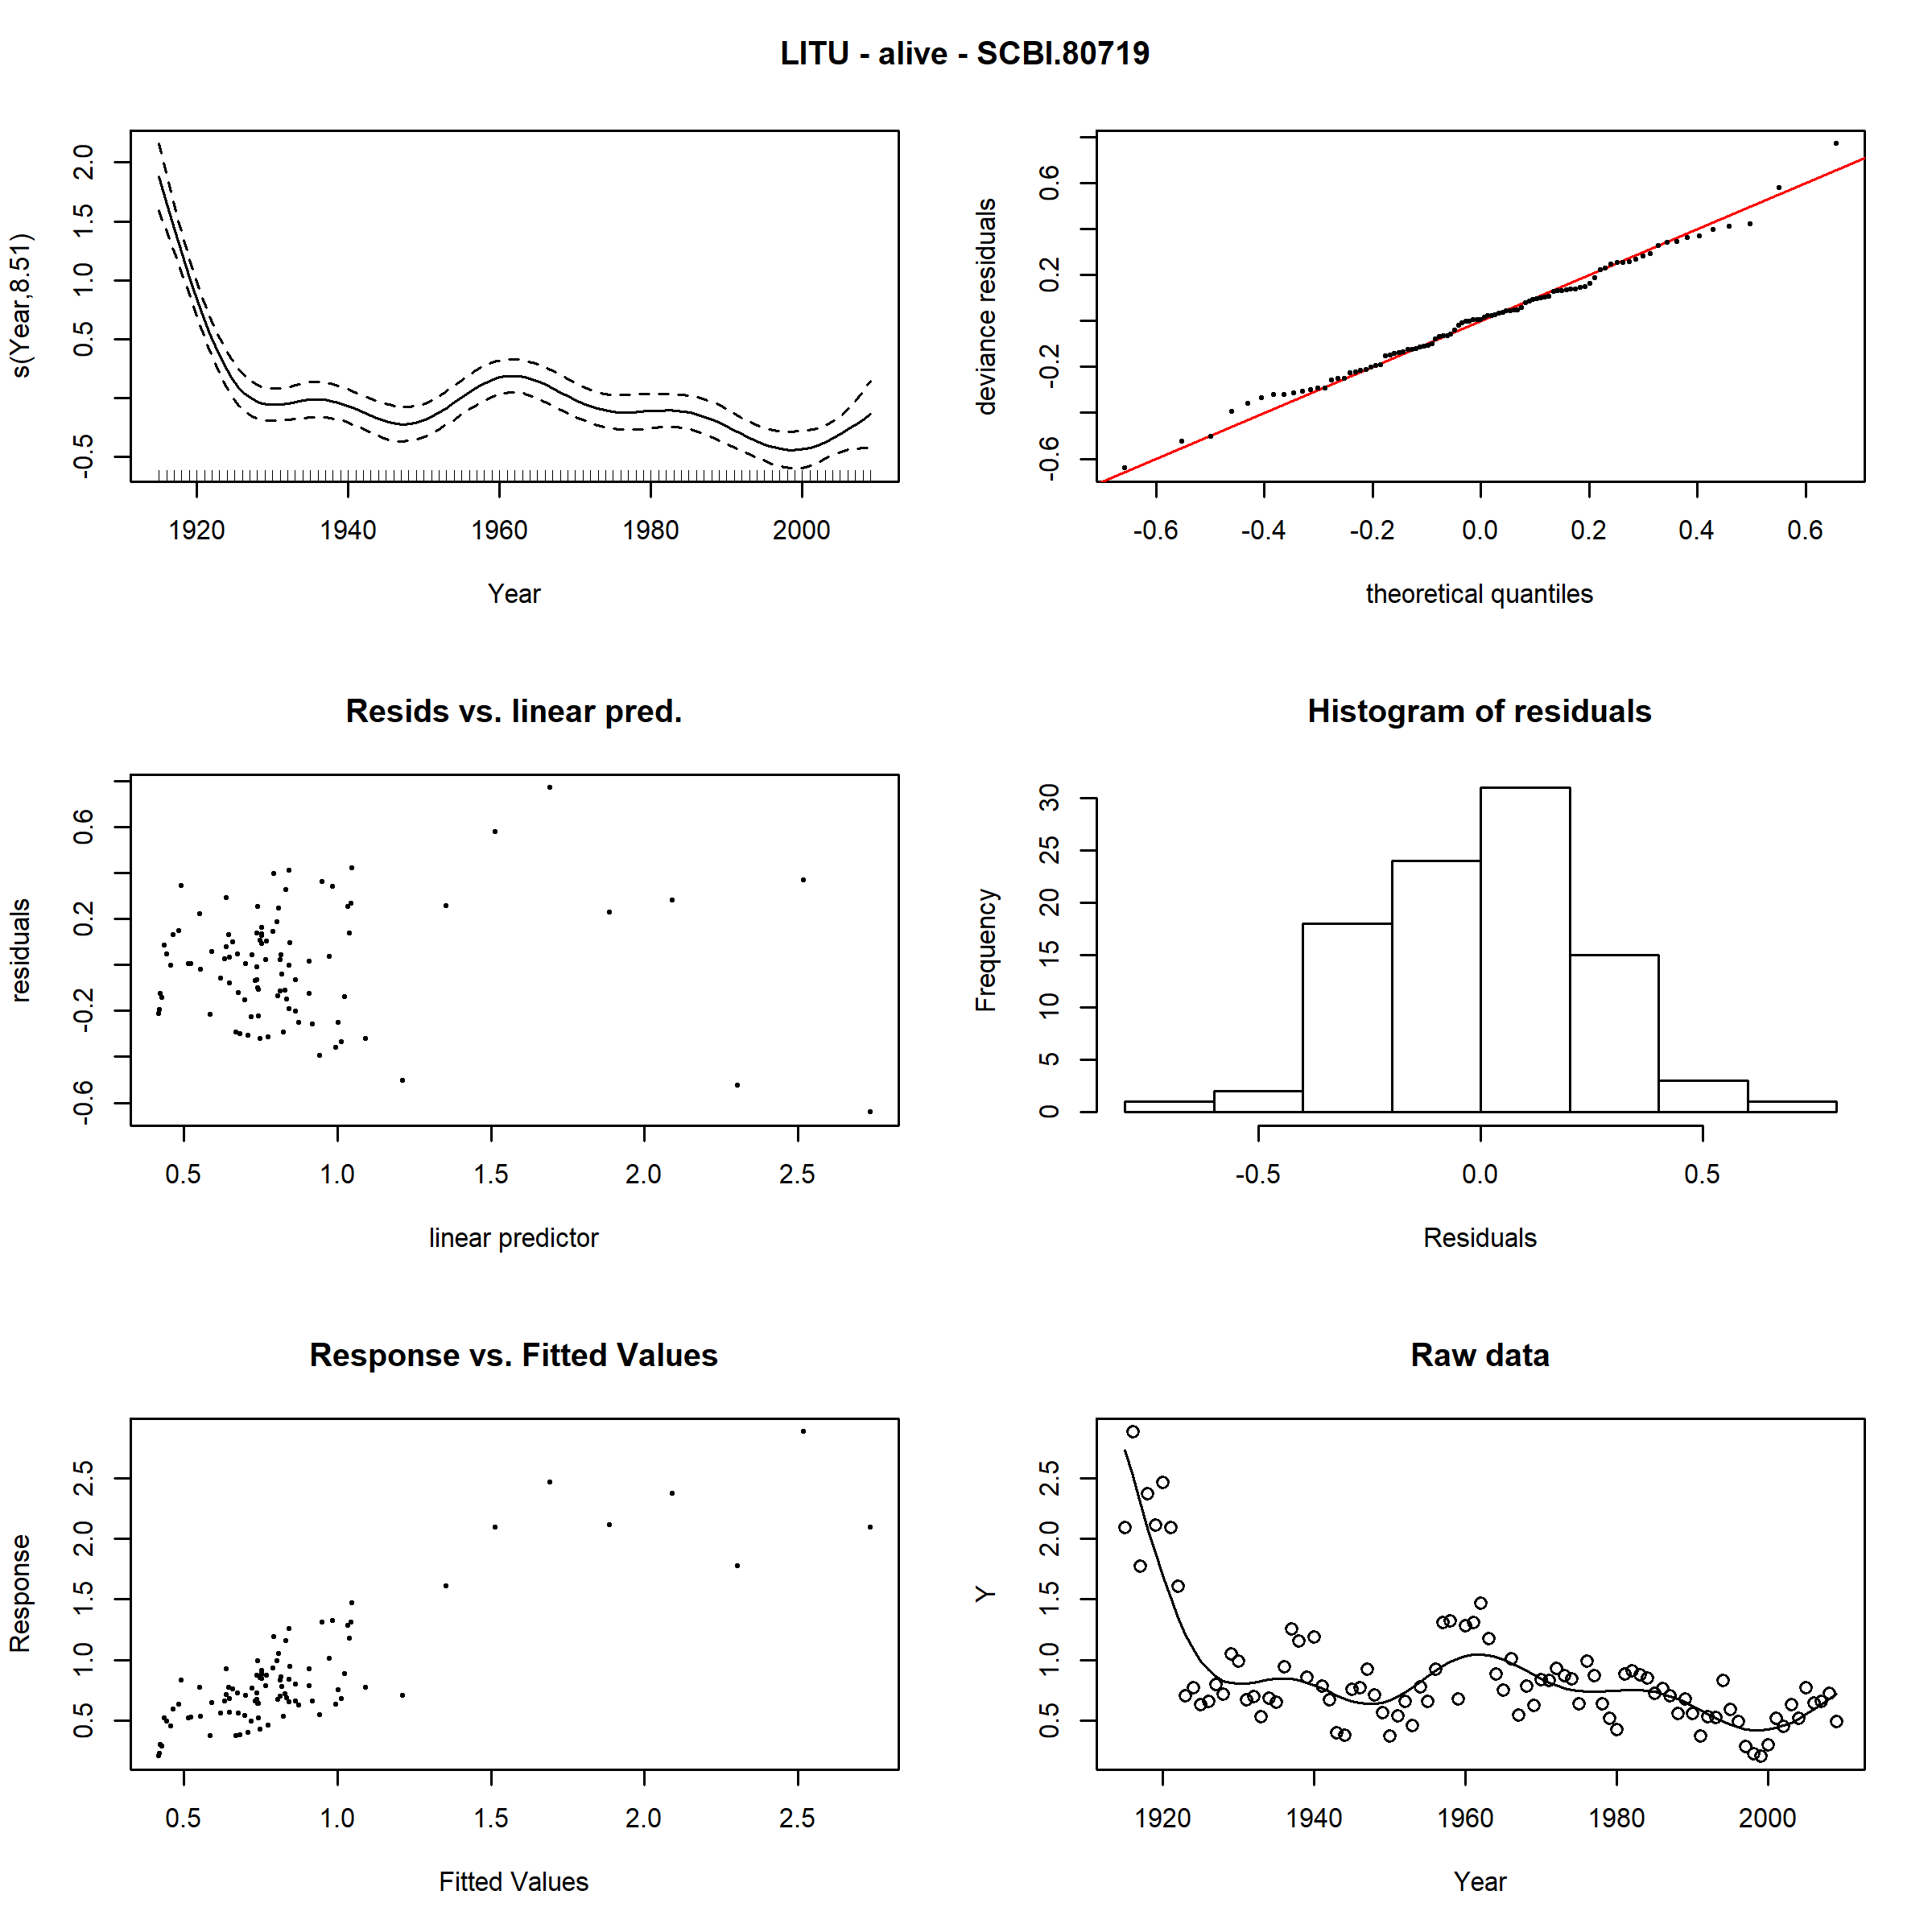 LITU - alive - SCBI.80719
s(Year,8.51)
-0.5 0.5 1.0 1.5 2.0
1920 1940 1960 1980 2000
Year
deviance residuals
-0.6 -0.2 0.2 0.6
-0.6 -0.4 -0.2 0.0 0.2 0.4 0.6
theoretical quantiles
Resids vs. linear pred.
residuals
-0.6 -0.2 0.2 0.6
0.5 1.0 1.5 2.0 2.5
linear predictor
Histogram of residuals
Frequency
0 5 10 15 20 25 30
-0.5 0.0 0.5
Residuals
Response vs. Fitted Values
Response
0.5 1.0 1.5 2.0 2.5
0.5 1.0 1.5 2.0 2.5
Fitted Values
Raw data
Y
0.5 1.0 1.5 2.0 2.5
1920 1940 1960 1980 2000
Year